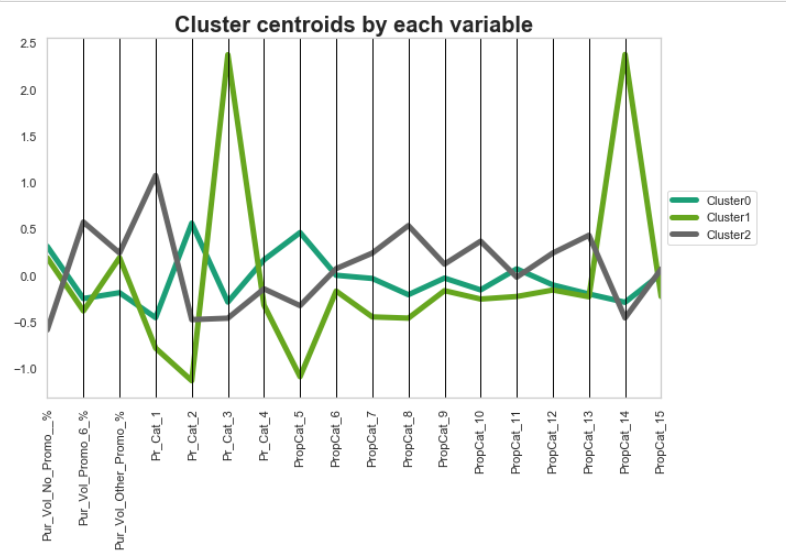 Cluster centroids by each variable
2.5
2.0
1.5
1.0
0.5
0.0
−0.5
−1.0
Cluster0
Cluster1
Cluster2
Pur_Vol_No_Promo__%
Pur_Vol_Promo_6_%
Pur_Vol_Other_Promo_%
Pr_Cat_1
Pr_Cat_2
Pr_Cat_3
Pr_Cat_4
PropCat_5
PropCat_6
PropCat_7
PropCat_8
PropCat_9
PropCat_10
PropCat_11
PropCat_12
PropCat_13
PropCat_14
PropCat_15